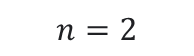 n = 2